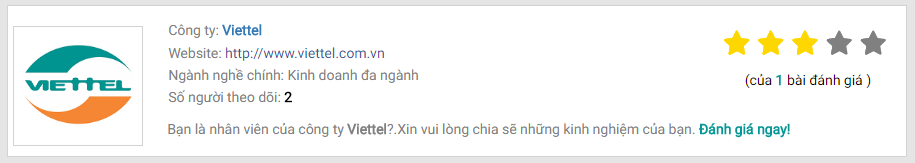 VIETTEL
Công ty: Viettel
Website: http://www.viettel.com.vn
Ngành nghề chính: Kinh doanh đa ngành
Số người theo dõi: 2
(của 1 bài đánh giá )
Bạn là nhân viên của công ty Viettel?.Xin vui lòng chia sẽ những kinh nghiệm của bạn. Đánh giá ngay!